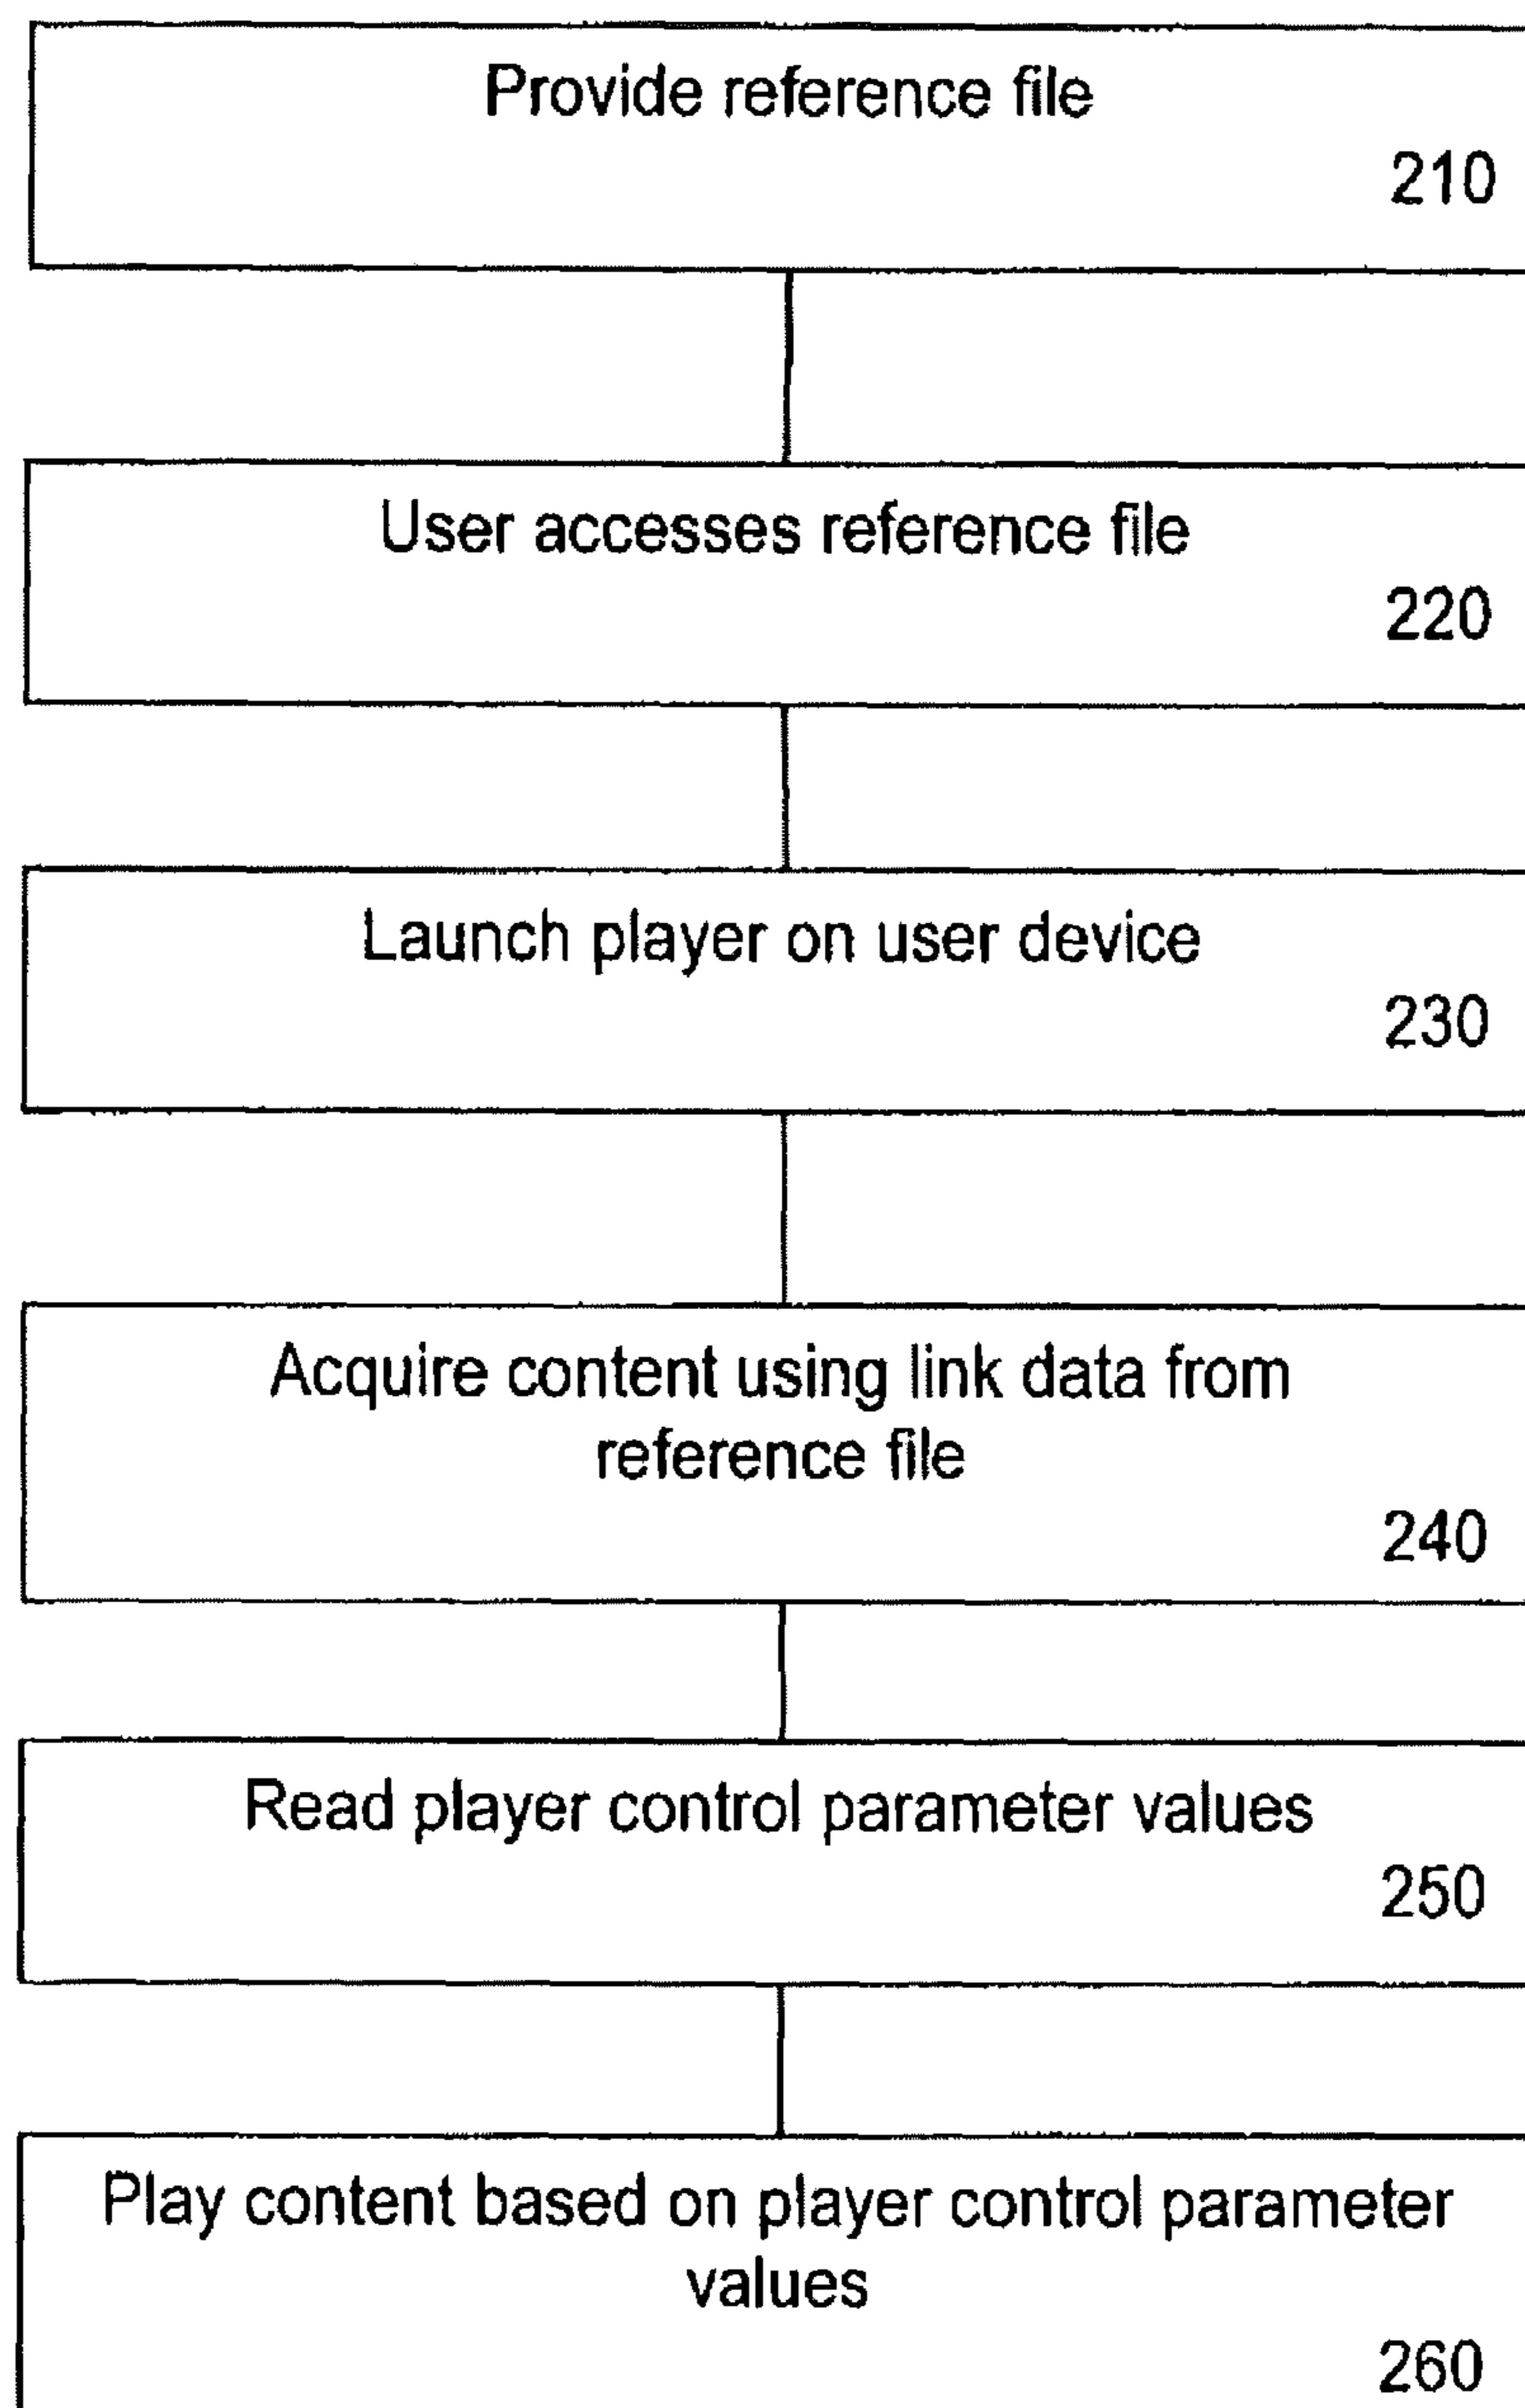 Provide reference file
210
User accesses reference file
220
Launch player on user device
230
Acquire content using link data from
reference file
240
Read player control parameter values
250
Play content based on player control parameter
values
260